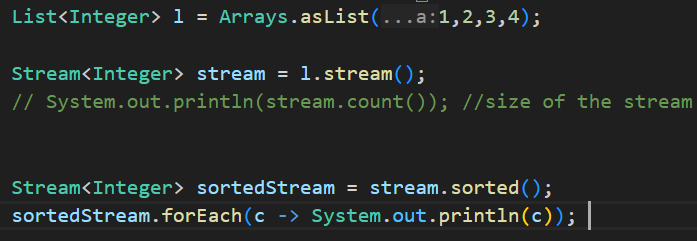 List<Integer> l = Arrays.asList(...a:1,2,3,4);
Stream<Integer> stream = l.stream();
// System.out.println(stream.count()); //size of the stream
Stream<Integer> sortedStream = stream.sorted();
sortedStream.forEach(c -> System.out.println(c));